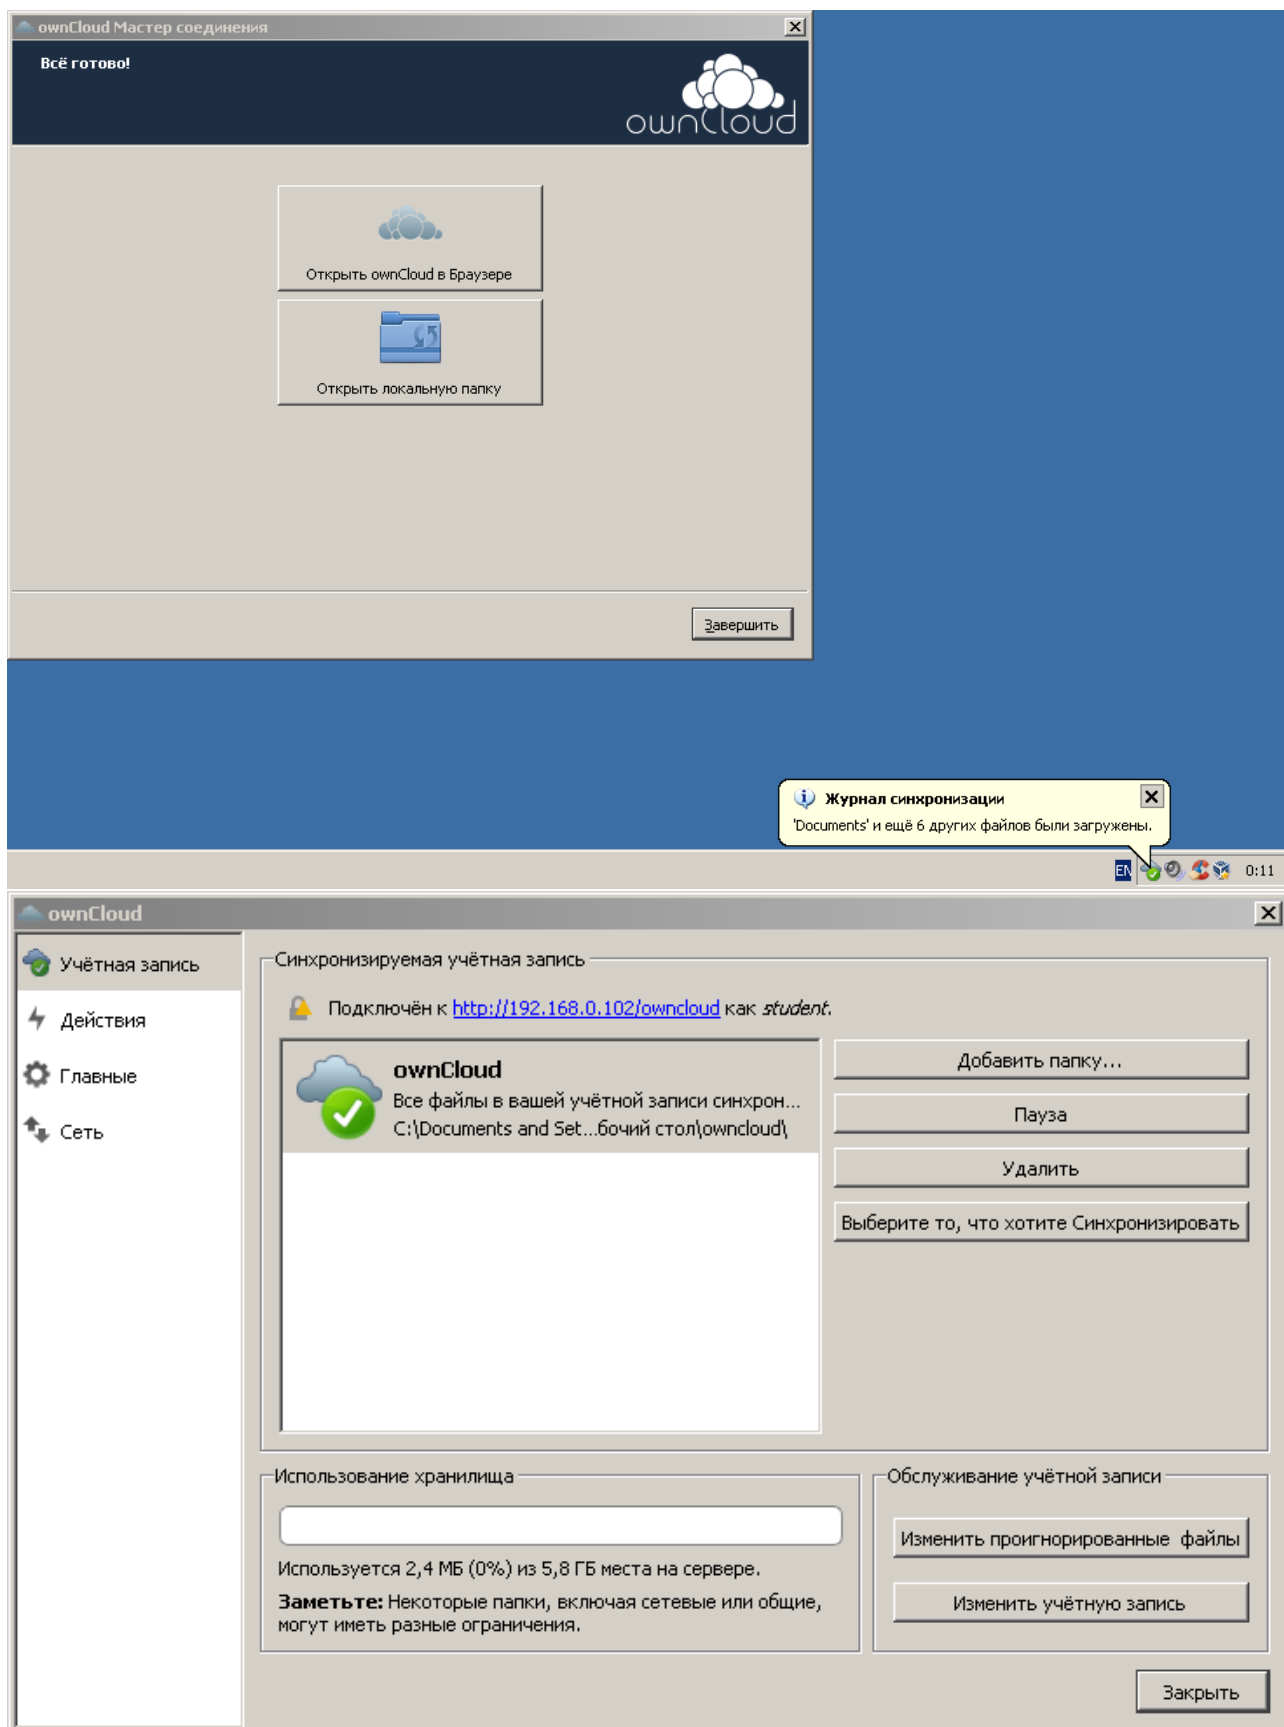 ownCloud Мастер соединения
Всё готово!
ownCloud
Открыть ownCloud в Браузере
Открыть локальную папку
Завершить
Журнал синхронизации
'Documents' и ещё 6 других файлов были загружены.
EN
0:11
ownCloud
Учётная запись
Действия
Главные
Сеть
Синхронизируемая учётная запись
Подключён к http://192.168.0.102/owncloud как student.
ownCloud
Все файлы в вашей учётной записи синхрон...
C:\Documents and Set...бочий стол\owncloud\
Добавить папку...
Пауза
Удалить
Выберите то, что хотите Синхронизировать
Использование хранилища
Используется 2,4 МБ (0%) из 5,8 ГБ места на сервере.
Заметьте: Некоторые папки, включая сетевые или общие,
могут иметь разные ограничения.
Обслуживание учётной записи
Изменить проигнорированные файлы
Изменить учётную запись
Закрыть